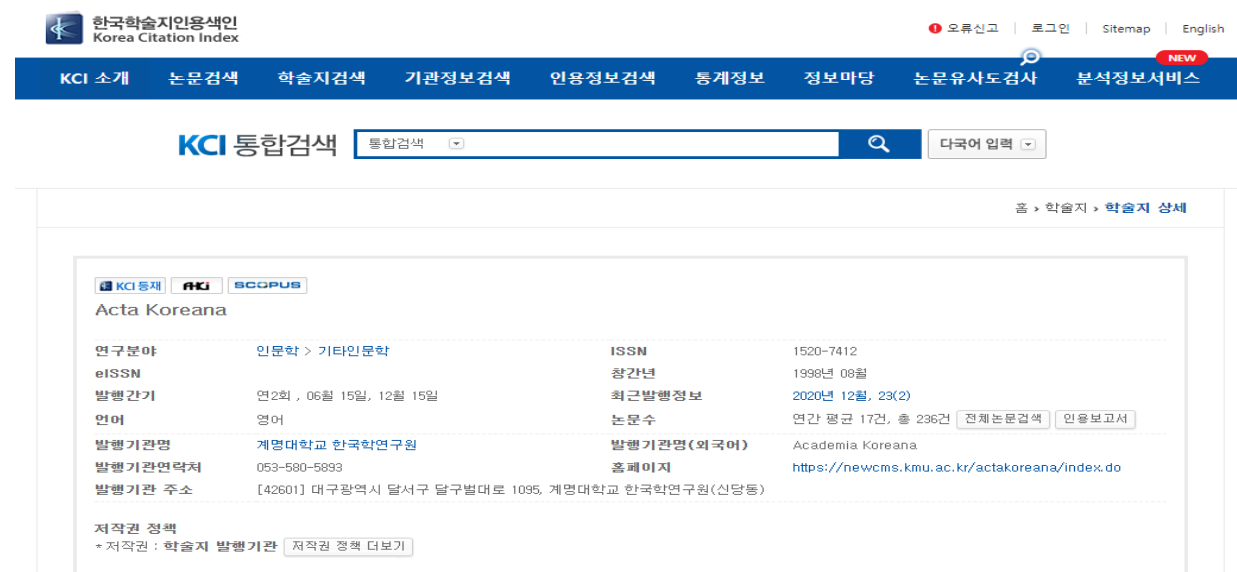 한국학술지인용색인
Korea Citation Index
오류신고 로그인 Sitemap English
NEW
KCI 소개 논문검색 학술지검색 기관정보검색 인용정보검색 통계정보 정보마당 논문유사도검사 분석정보서비스
KCI 통합검색 통합검색 다국어 입력
홈 › 학술지 › 학술지 상세
KCI 등재 AHCi SCOPUS
Acta Koreana
연구분야 인문학 > 기타인문학 ISSN 1520-7412
eISSN 창간년 1998년 08월
발행간기 연2회 , 06월 15일, 12월 15일 최근발행정보 2020년 12월, 23(2)
언어 영어 논문수 연간 평균 17건, 총 236건 전체논문검색 인용보고서
발행기관명 계명대학교 한국학연구원 발행기관명(외국어) Academia Koreana
발행기관연락처 053-580-5893 홈페이지 https://newcms.kmu.ac.kr/actakoreana/index.do
발행기관 주소 [42601] 대구광역시 달서구 달구벌대로 1095, 계명대학교 한국학연구원(신당동)
저작권 정책
* 저작권 : 학술지 발행기관 저작권 정책 더보기